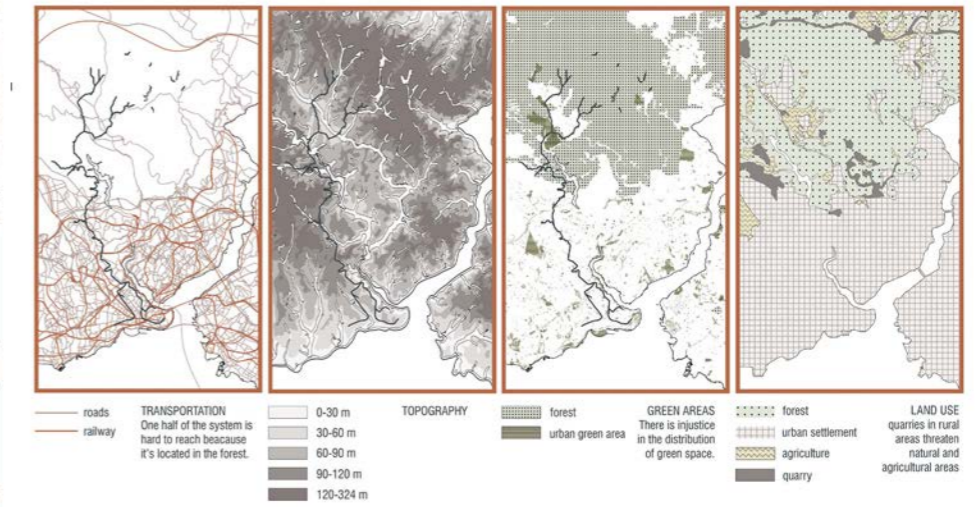 roads
railway
TRANSPORTATION
One half of the system is
hard to reach beacause
it's located in the forest.
0-30 m
30-60 m
60-90 m
90-120 m
120-324 m
TOPOGRAPHY
forest
urban green area
GREEN AREAS
There is injustice
in the distribution
of green space.
forest
urban settlement
agriculture
quarry
LAND USE
quarries in rural
areas threaten
natural and
agricultural areas